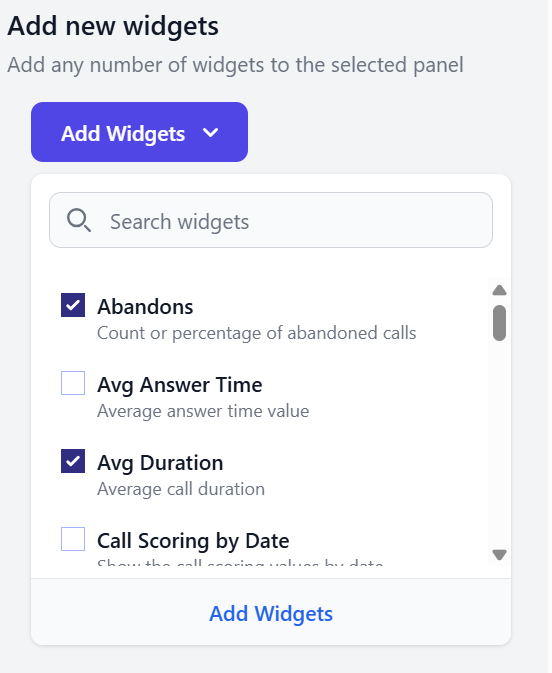 Add new widgets
Add any number of widgets to the selected panel
Add Widgets
Search widgets
Abandons
Count or percentage of abandoned calls
Avg Answer Time
Average answer time value
Avg Duration
Average call duration
Call Scoring by Date
Show the call scoring values by date
Add Widgets